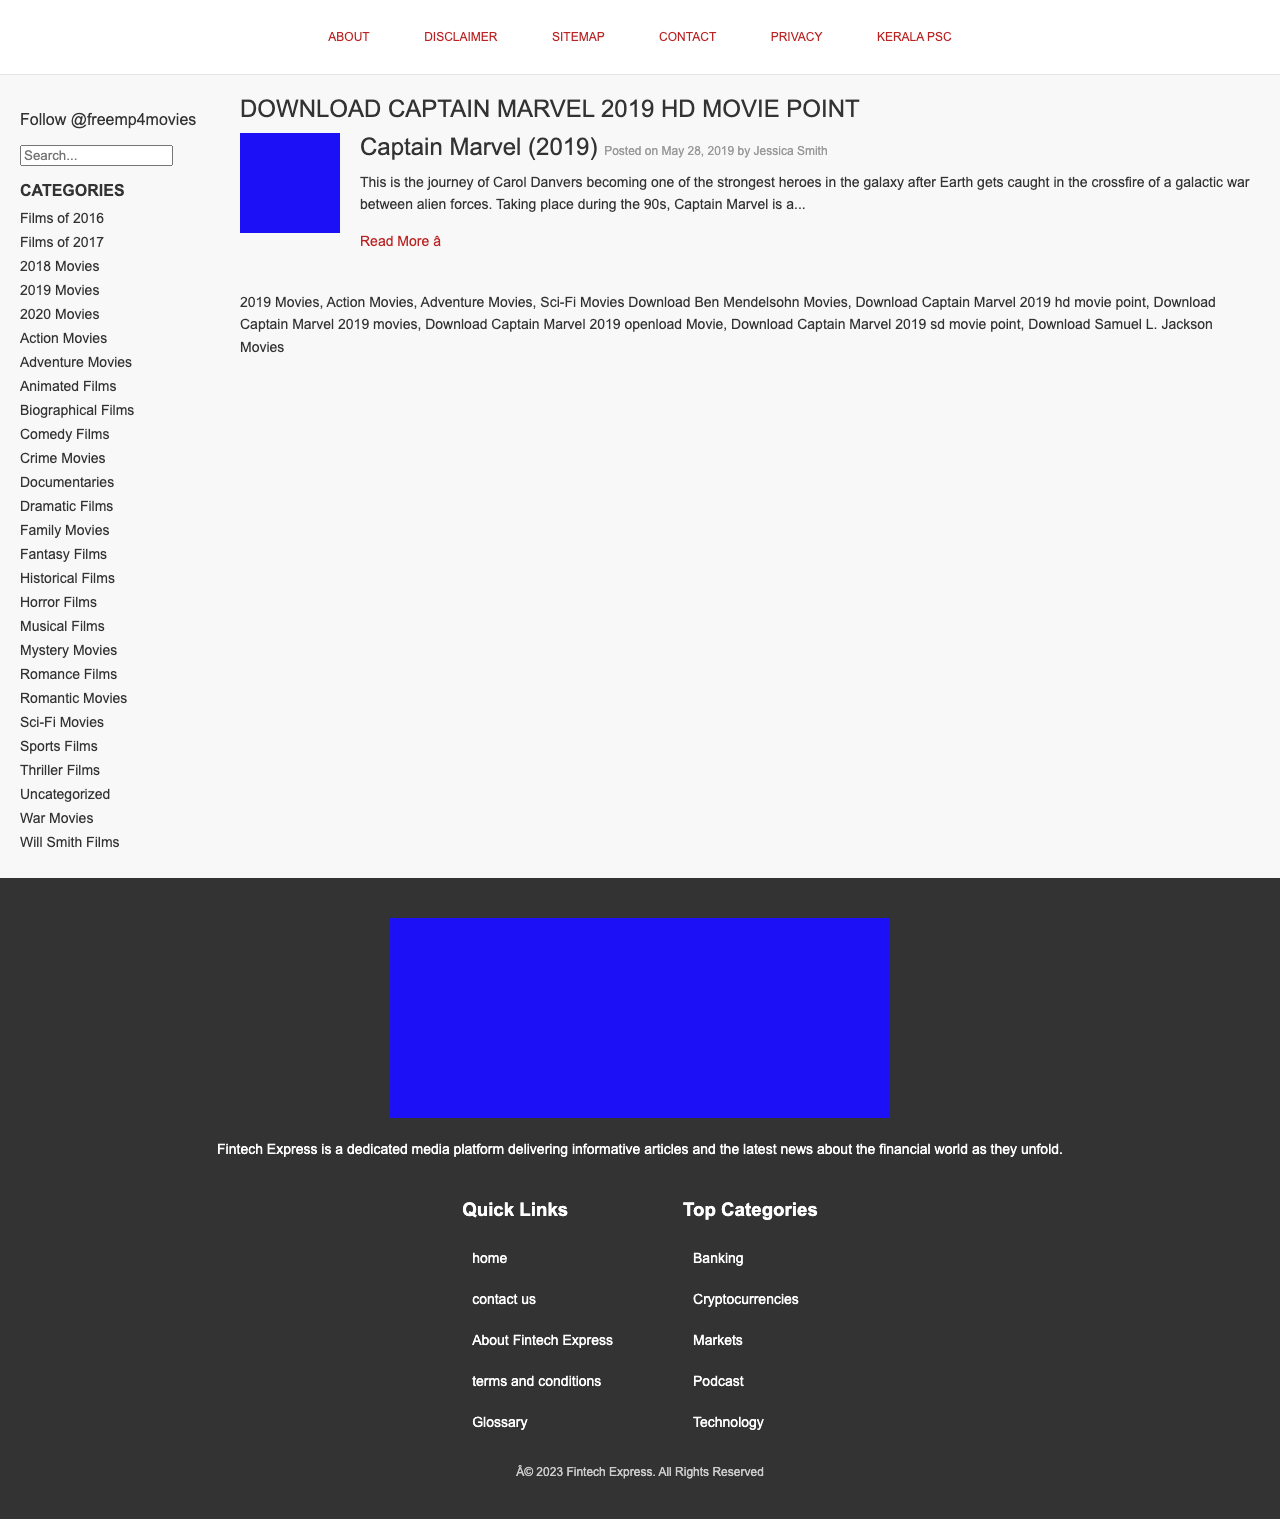 ABOUT DISCLAIMER SITEMAP CONTACT PRIVACY KERALA PSC
Follow @freemp4movies
Search...
CATEGORIES
Films of 2016
Films of 2017
2018 Movies
2019 Movies
2020 Movies
Action Movies
Adventure Movies
Animated Films
Biographical Films
Comedy Films
Crime Movies
Documentaries
Dramatic Films
Family Movies
Fantasy Films
Historical Films
Horror Films
Musical Films
Mystery Movies
Romance Films
Romantic Movies
Sci-Fi Movies
Sports Films
Thriller Films
Uncategorized
War Movies
Will Smith Films
DOWNLOAD CAPTAIN MARVEL 2019 HD MOVIE POINT
Captain Marvel (2019) Posted on May 28, 2019 by Jessica Smith
This is the journey of Carol Danvers becoming one of the strongest heroes in the galaxy after Earth gets caught in the crossfire of a galactic war
between alien forces. Taking place during the 90s, Captain Marvel is a...
Read More â
2019 Movies, Action Movies, Adventure Movies, Sci-Fi Movies Download Ben Mendelsohn Movies, Download Captain Marvel 2019 hd movie point, Download
Captain Marvel 2019 movies, Download Captain Marvel 2019 openload Movie, Download Captain Marvel 2019 sd movie point, Download Samuel L. Jackson
Movies
Fintech Express is a dedicated media platform delivering informative articles and the latest news about the financial world as they unfold.
Quick Links
home
contact us
About Fintech Express
terms and conditions
Glossary
Top Categories
Banking
Cryptocurrencies
Markets
Podcast
Technology
Â© 2023 Fintech Express. All Rights Reserved